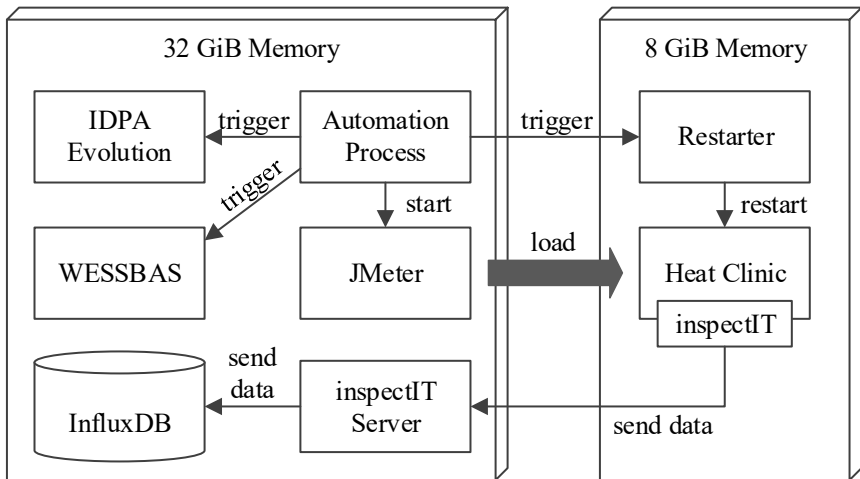 32 GiB Memory
8 GiB Memory
IDPA
Evolution
trigger
Automation
Process
trigger
Restarter
trigger
start
restart
WESSBAS
JMeter
load
Heat Clinic
inspectIT
send
data
InfluxDB
inspectIT
Server
send data